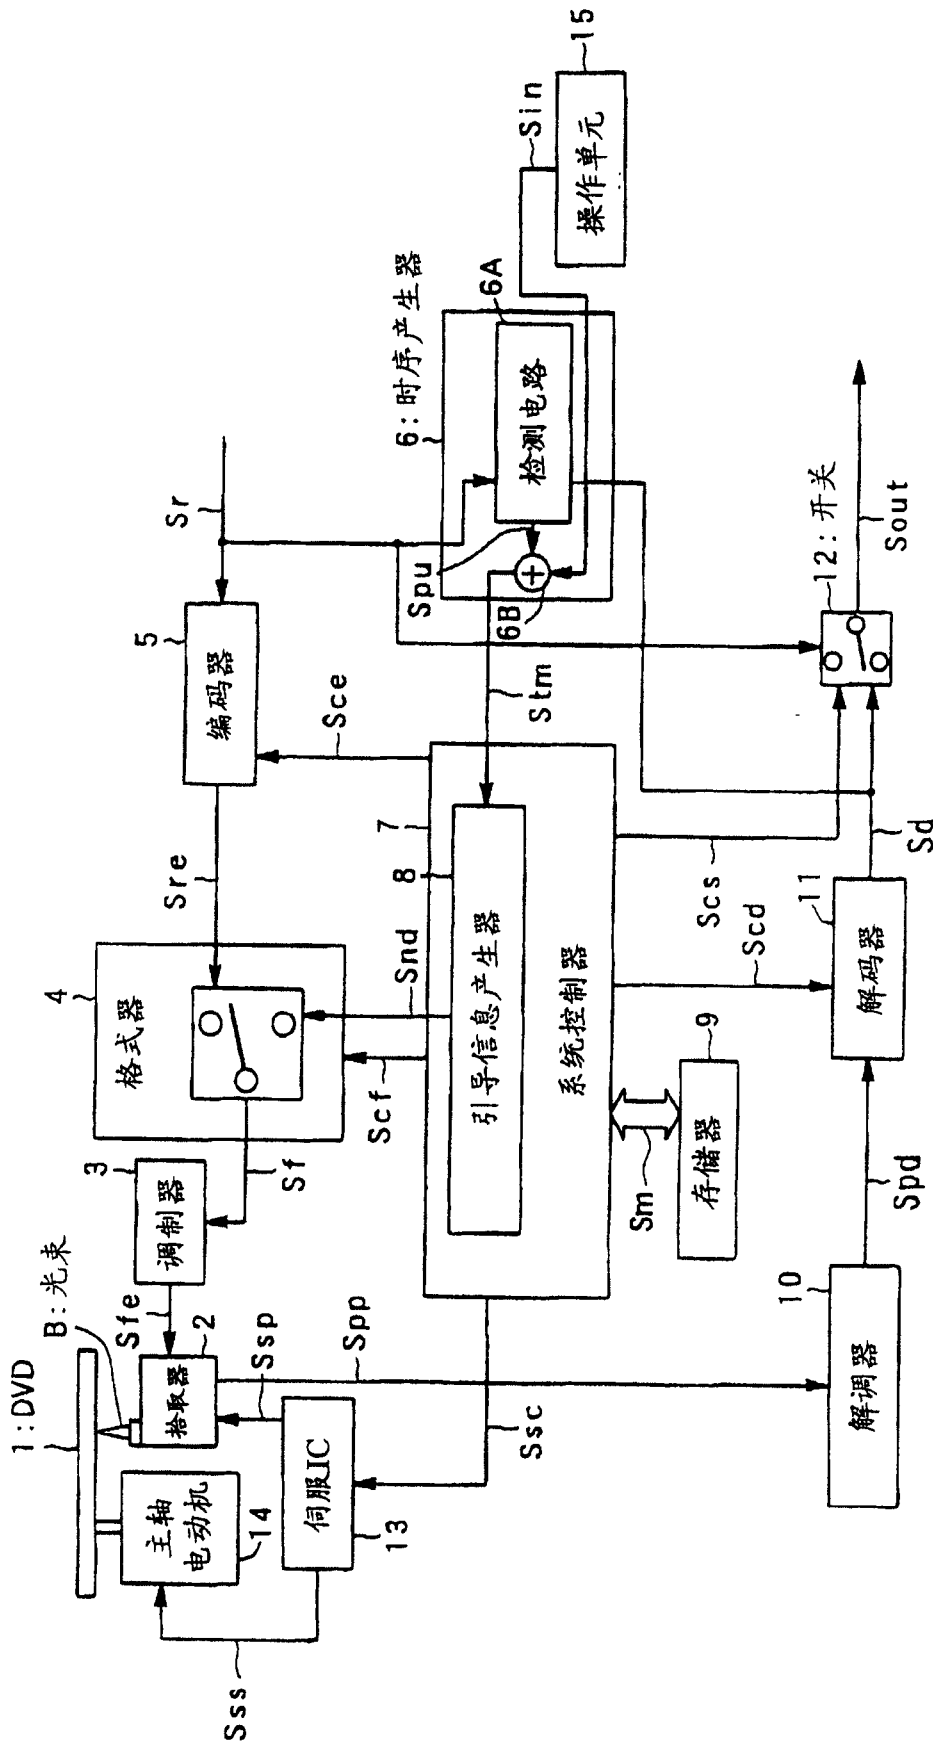 1:DVD
B:光束
主轴
电动机
14
拾取器
2
Sss
伺服IC
13
Ssp
Sfe
调制器
3
Sf
格式器
4
Sre
编码器
5
Sr
Spp
Ssc
Scf
Snd
Sce
系统控制器
7
引导信息产生器
8
Stm
6:时序产生器
检测电路
6A
Spu
6B
Sin
操作单元
15
Sm
存储器
9
Scd
Scs
解调器
10
Spd
解码器
11
Sd
12:开关
Sout